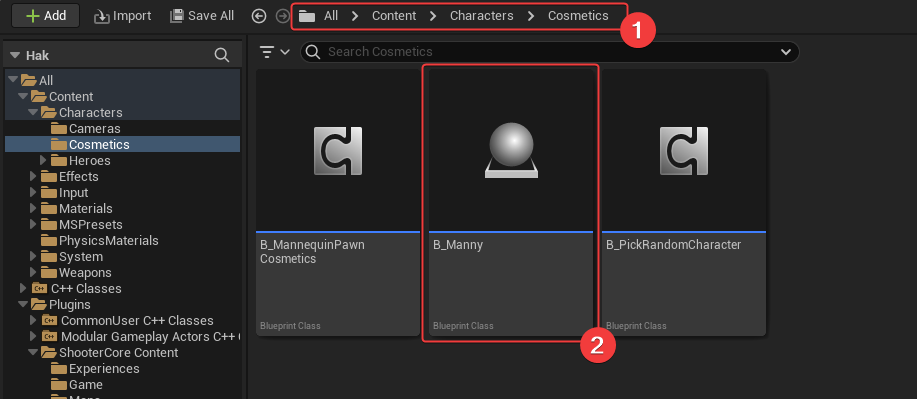 Add
Import
Save All
All
Content
Characters
Cosmetics
1
Hak
Search Cosmetics
All
Content
Characters
Cameras
Cosmetics
Heroes
Effects
Input
Materials
MSPresets
PhysicsMaterials
System
Weapons
C++ Classes
Plugins
CommonUser C++ Classes
Modular Gameplay Actors C++
ShooterCore Content
Experiences
Game
B_MannequinPawn
Cosmetics
Blueprint Class
B_Manny
Blueprint Class
2
B_PickRandomCharacter
Blueprint Class